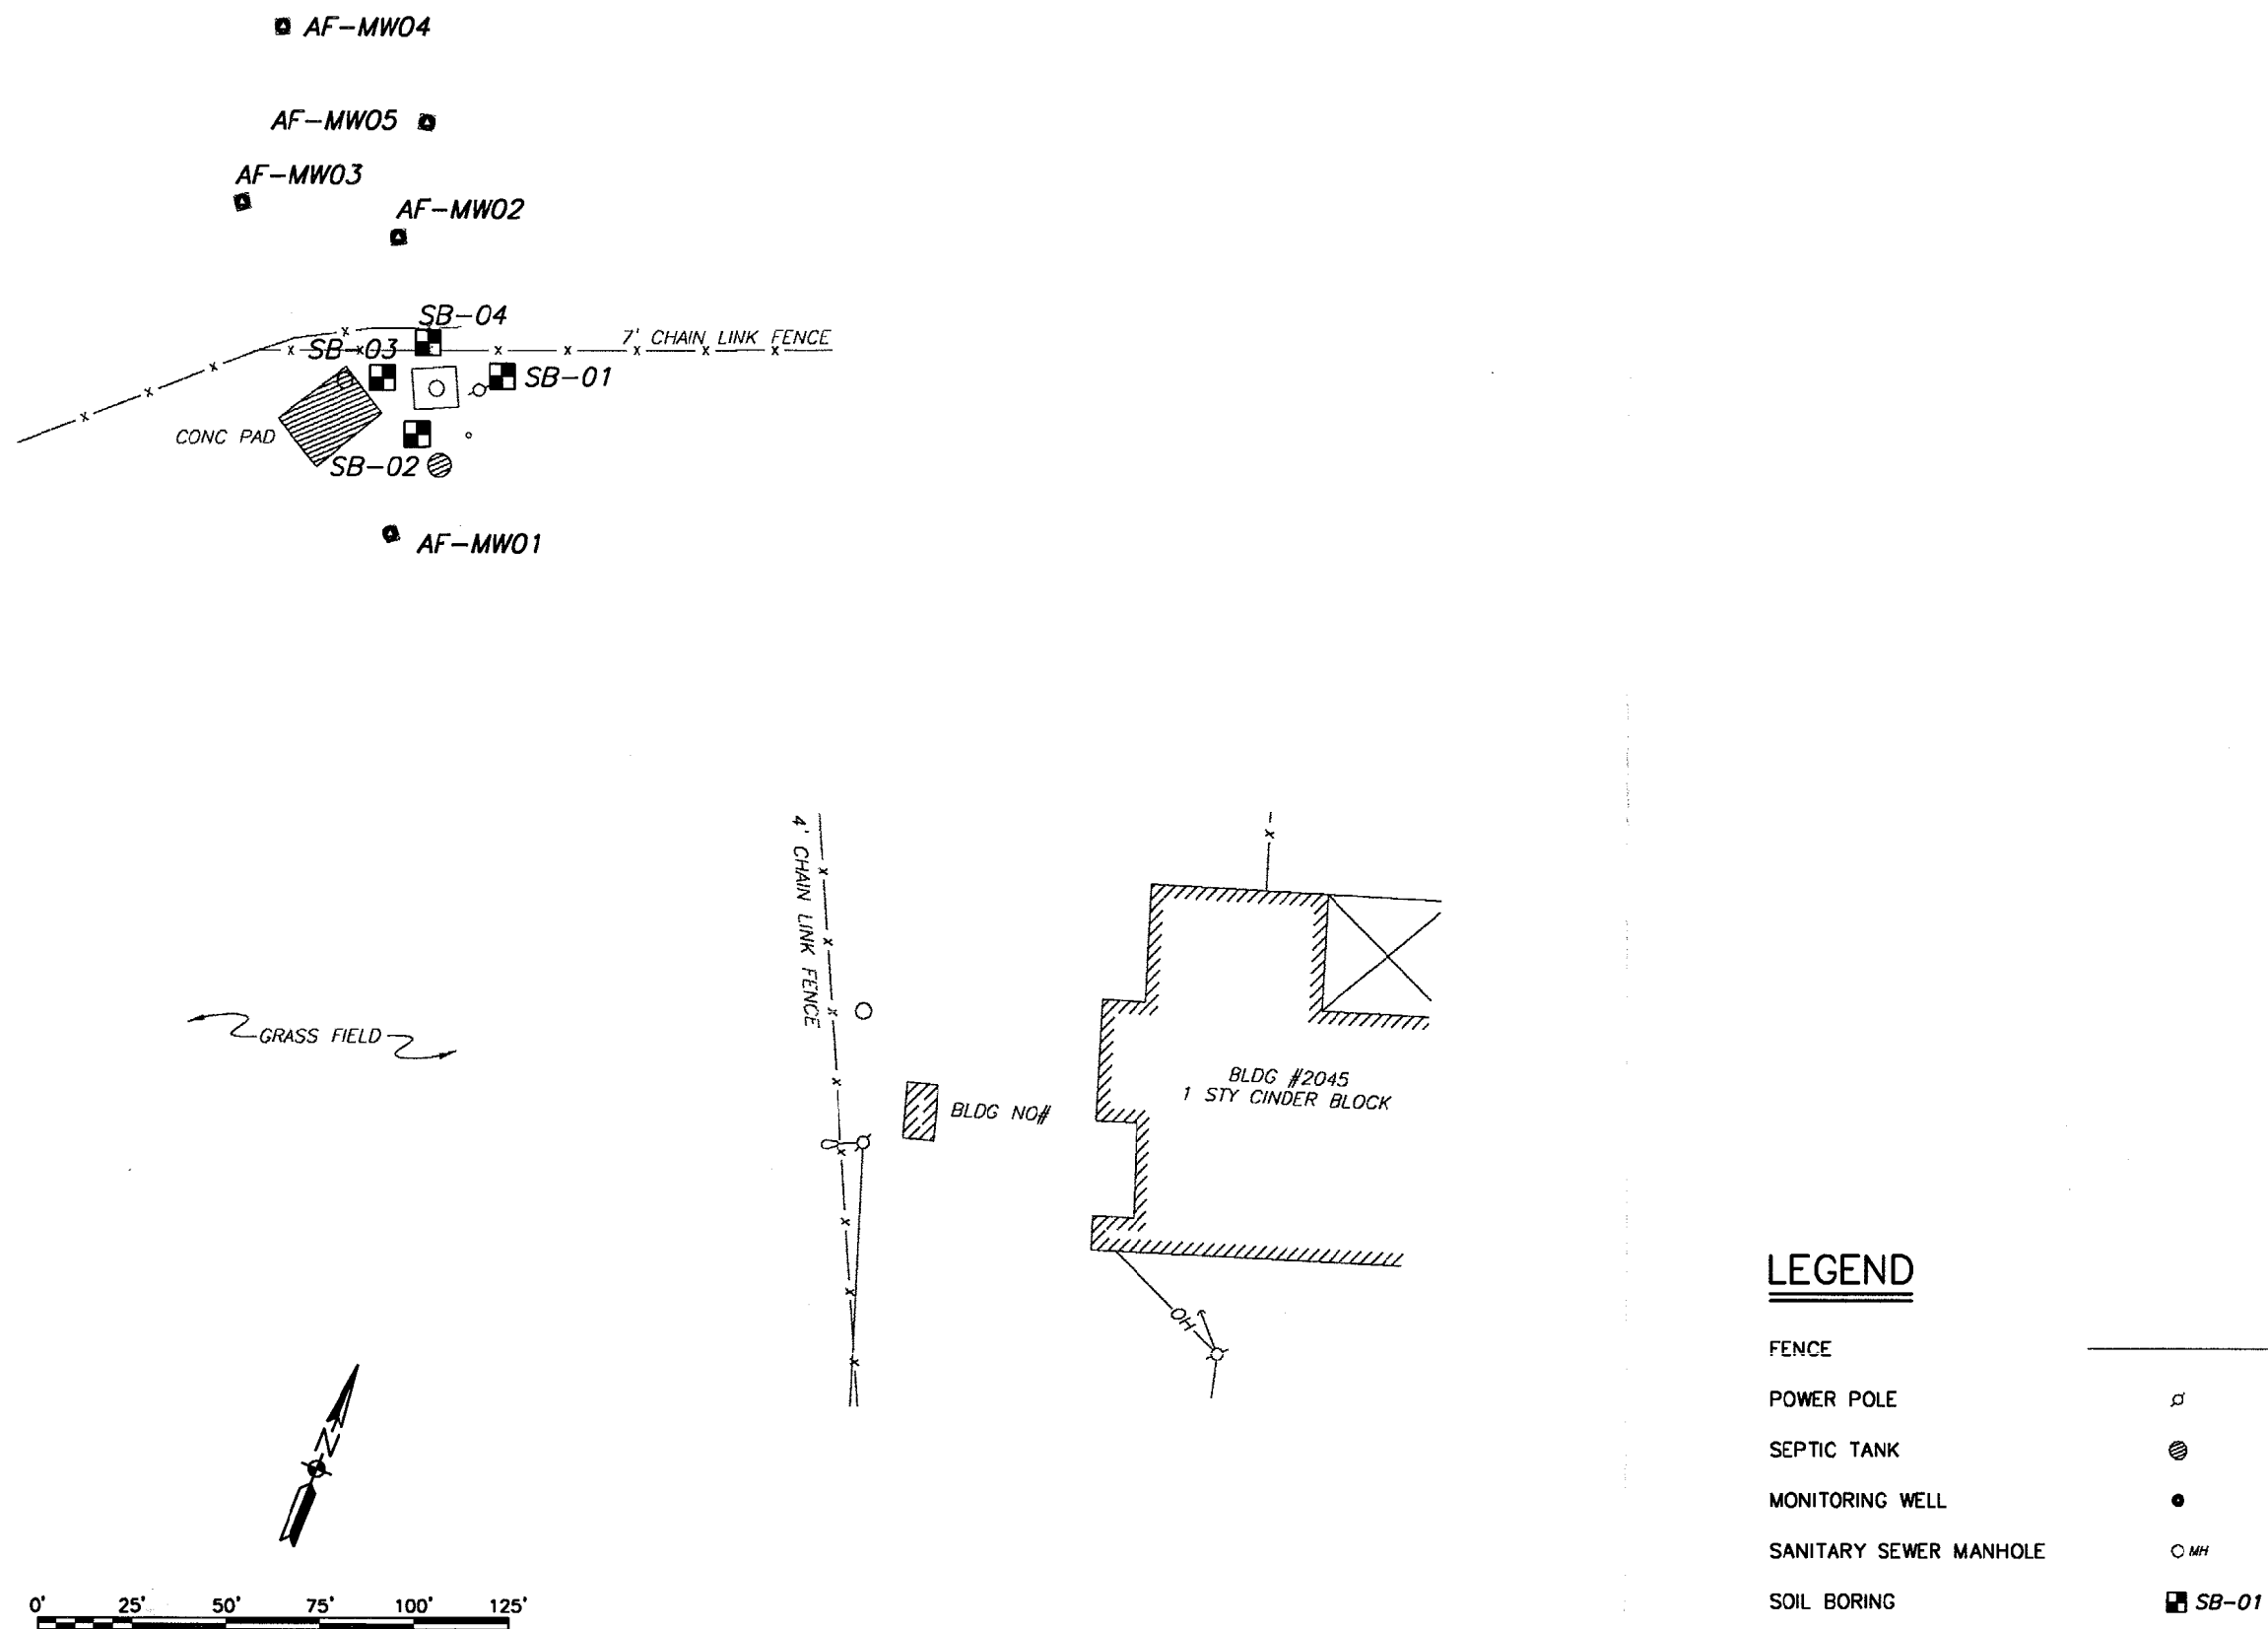 AF-MW04
AF-MW05
AF-MW03
AF-MW02
SB-04
7' CHAIN LINK FENCE
SB-03
SB-01
CONC PAD
SB-02
AF-MW01
4' CHAIN LINK FENCE
GRASS FIELD
BLDG #2045
1 STY CINDER BLOCK
BLDG NO#
OH
N
LEGEND
FENCE
POWER POLE
SEPTIC TANK
MONITORING WELL
SANITARY SEWER MANHOLE
MH
SOIL BORING
SB-01
0' 25' 50' 75' 100' 125'